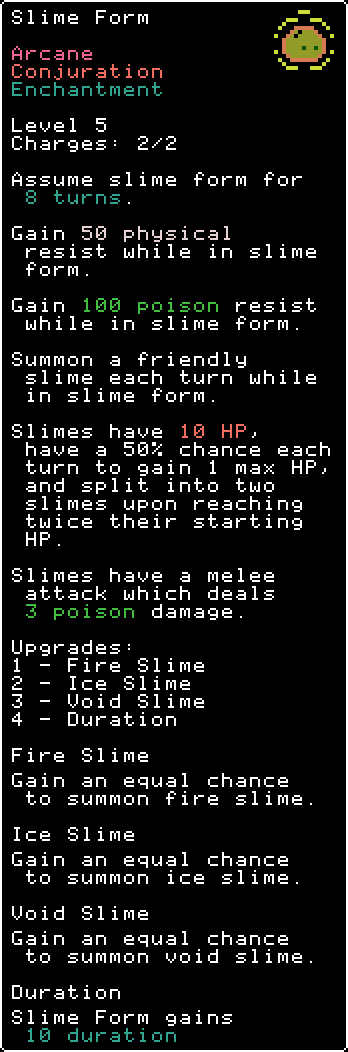 Slime Form
Arcane
Conjuration
Enchantment
Level 5
Charges: 2/2
Assume slime form for
8 turns.
Gain 50 physical
resist while in slime
form.
Gain 100 poison resist
while in slime form.
Summon a friendly
slime each turn while
in slime form.
Slimes have 10 HP,
have a 50% chance each
turn to gain 1 max HP,
and split into two
slimes upon reaching
twice their starting
HP.
Slimes have a melee
attack which deals
3 poison damage.
Upgrades:
1 - Fire Slime
2 - Ice Slime
3 - Void Slime
4 - Duration
Fire Slime
Gain an equal chance
to summon fire slime.
Ice Slime
Gain an equal chance
to summon ice slime.
Void Slime
Gain an equal chance
to summon void slime.
Duration
Slime Form gains
10 duration